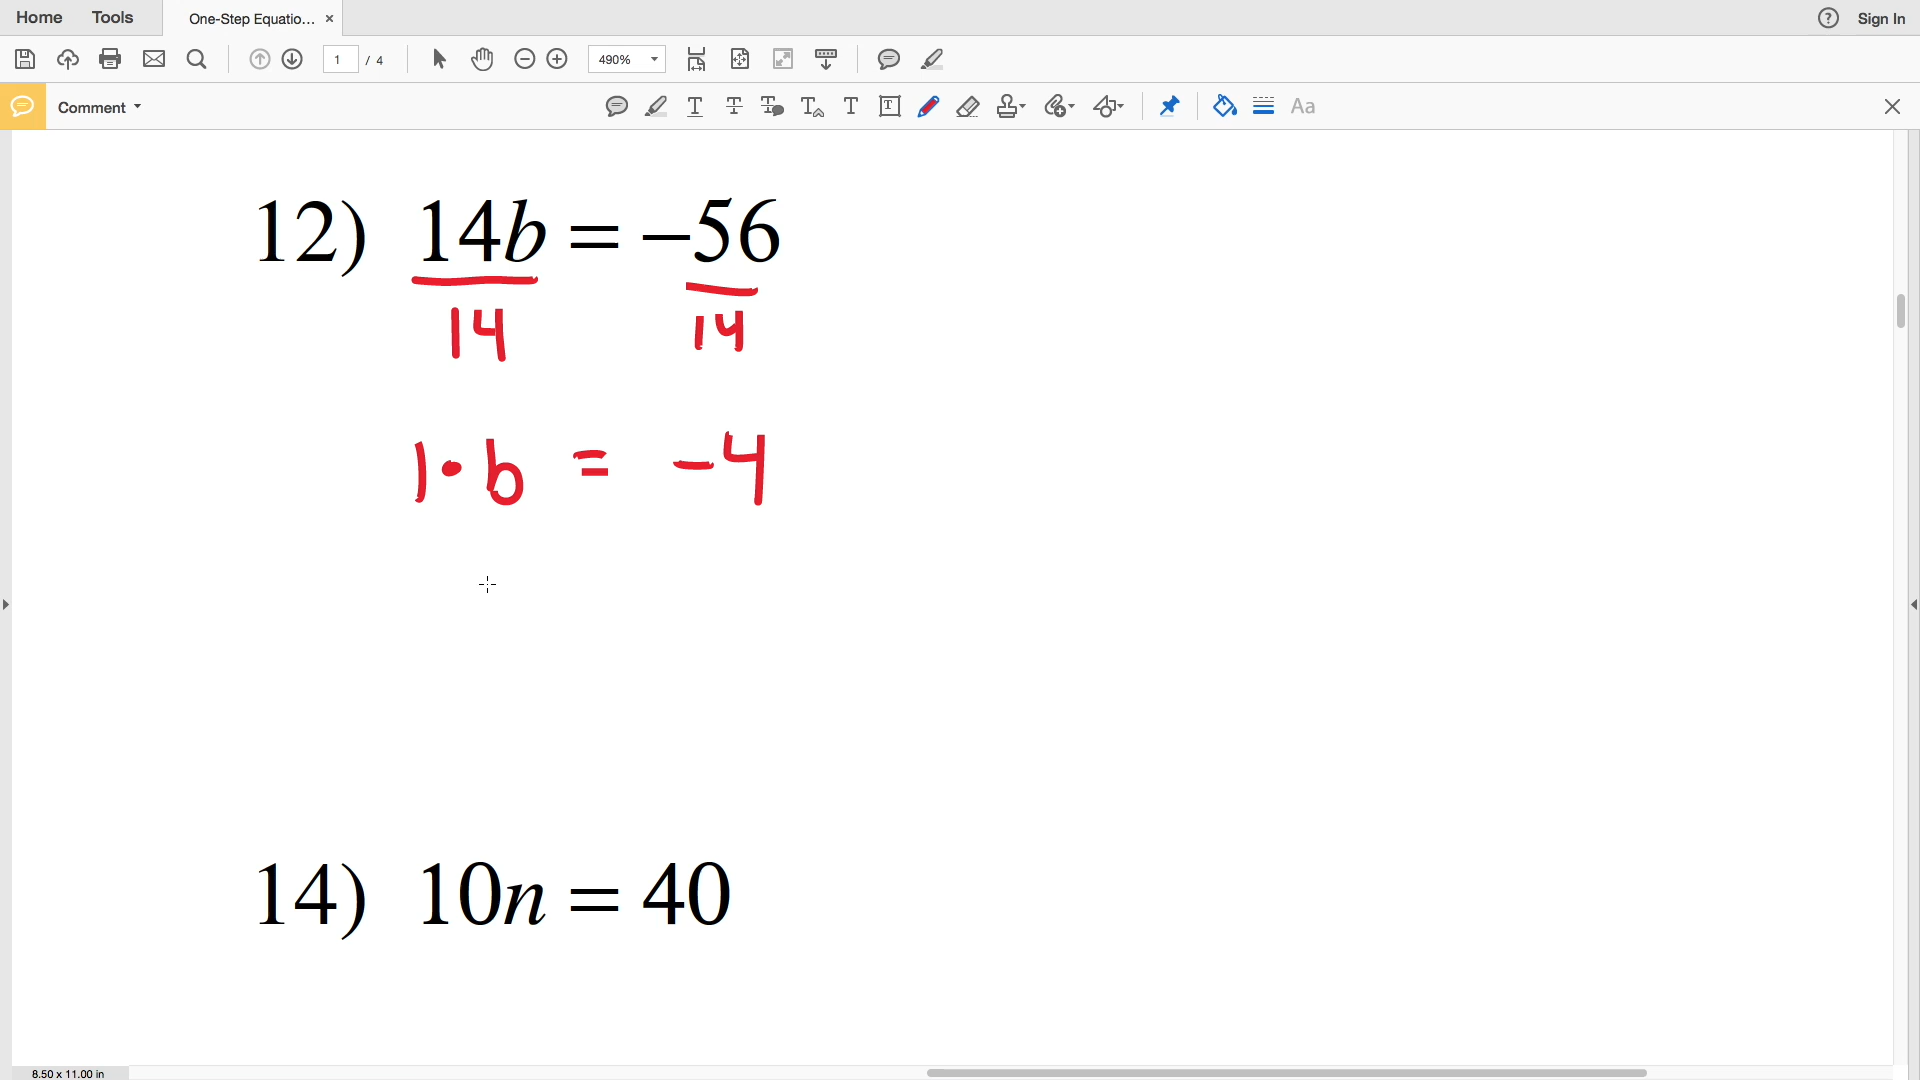 Home Tools One-Step Equatio... × ? Sign In
1 / 4 490%
Comment Aa
12) 14b = −56
14 14
1 • b = −4
14) 10n = 40
8.50 x 11.00 in